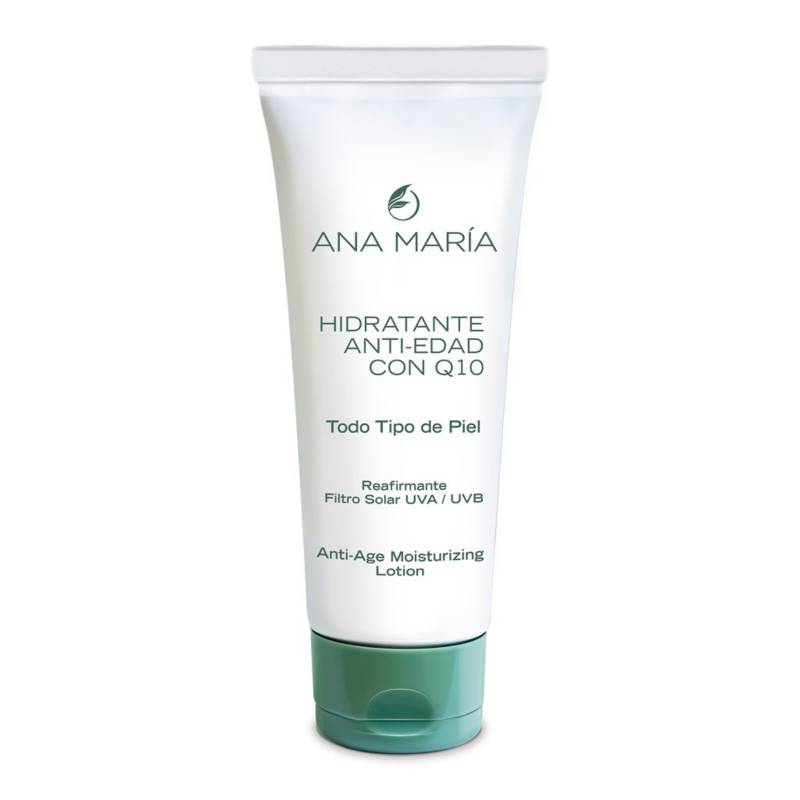 ANA MARÍA
HIDRATANTE
ANTI-EDAD
CON Q10
Todo Tipo de Piel
Reafirmante
Filtro Solar UVA / UVB
Anti-Age Moisturizing
Lotion